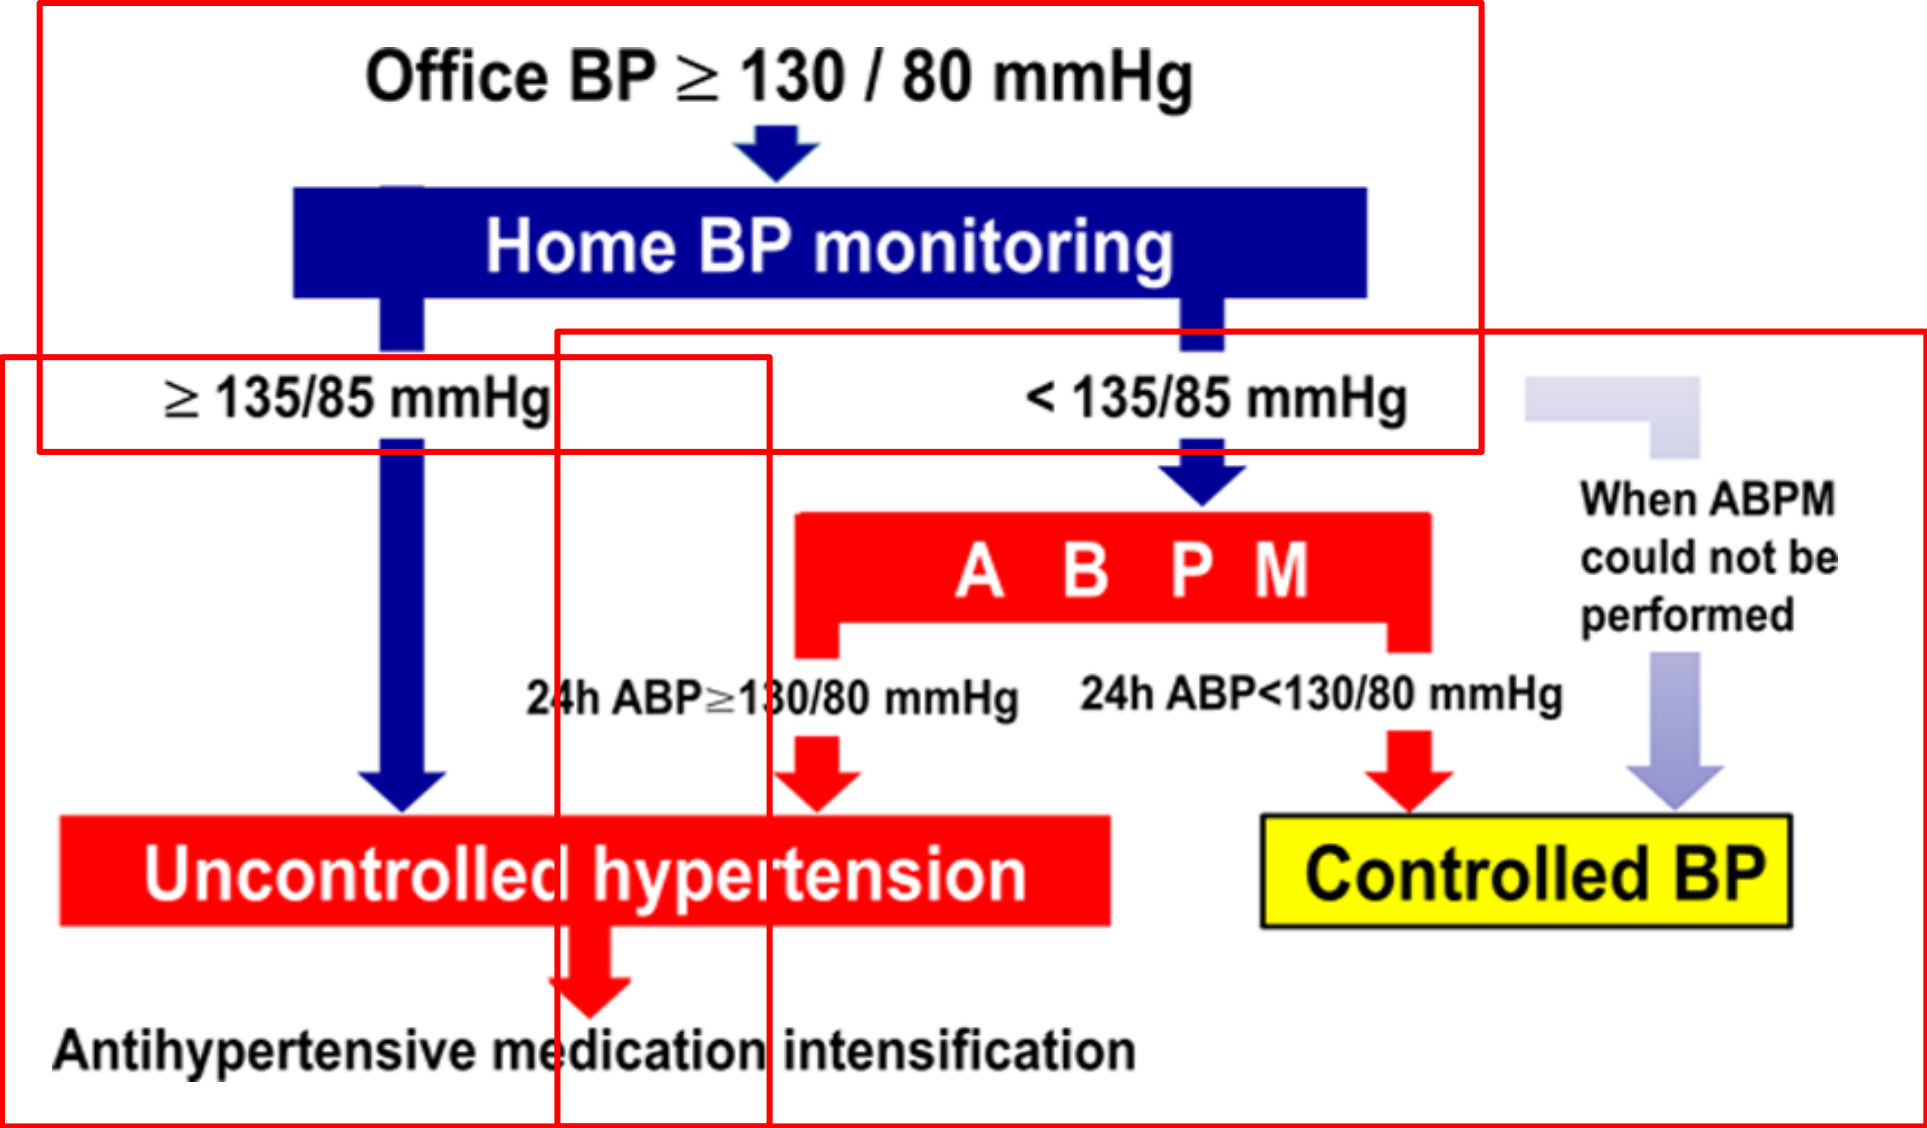 Office BP ≥ 130 / 80 mmHg
Home BP monitoring
≥ 135/85 mmHg
< 135/85 mmHg
When ABPM
could not be
performed
A B P M
24h ABP≥130/80 mmHg
24h ABP<130/80 mmHg
Uncontrolled hypertension
Controlled BP
Antihypertensive medication intensification